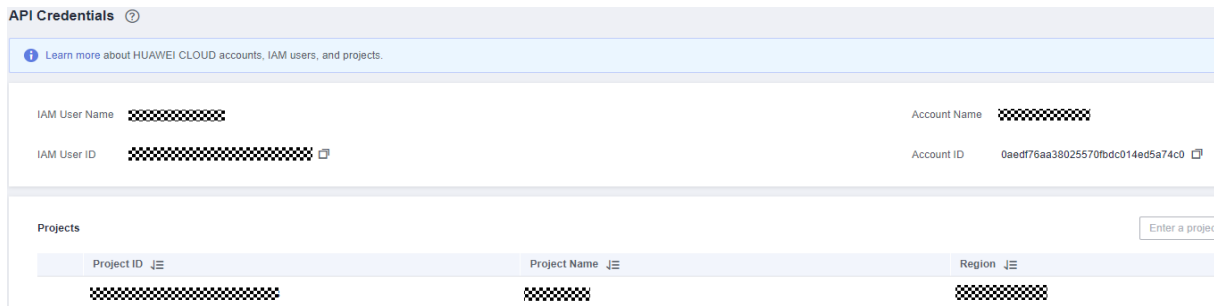 API Credentials ?
Learn more about HUAWEI CLOUD accounts, IAM users, and projects.
IAM User Name
Account Name
IAM User ID
Account ID 0aedf76aa38025570fbdc014ed5a74c0
Projects
Enter a projec
Project ID Project Name Region